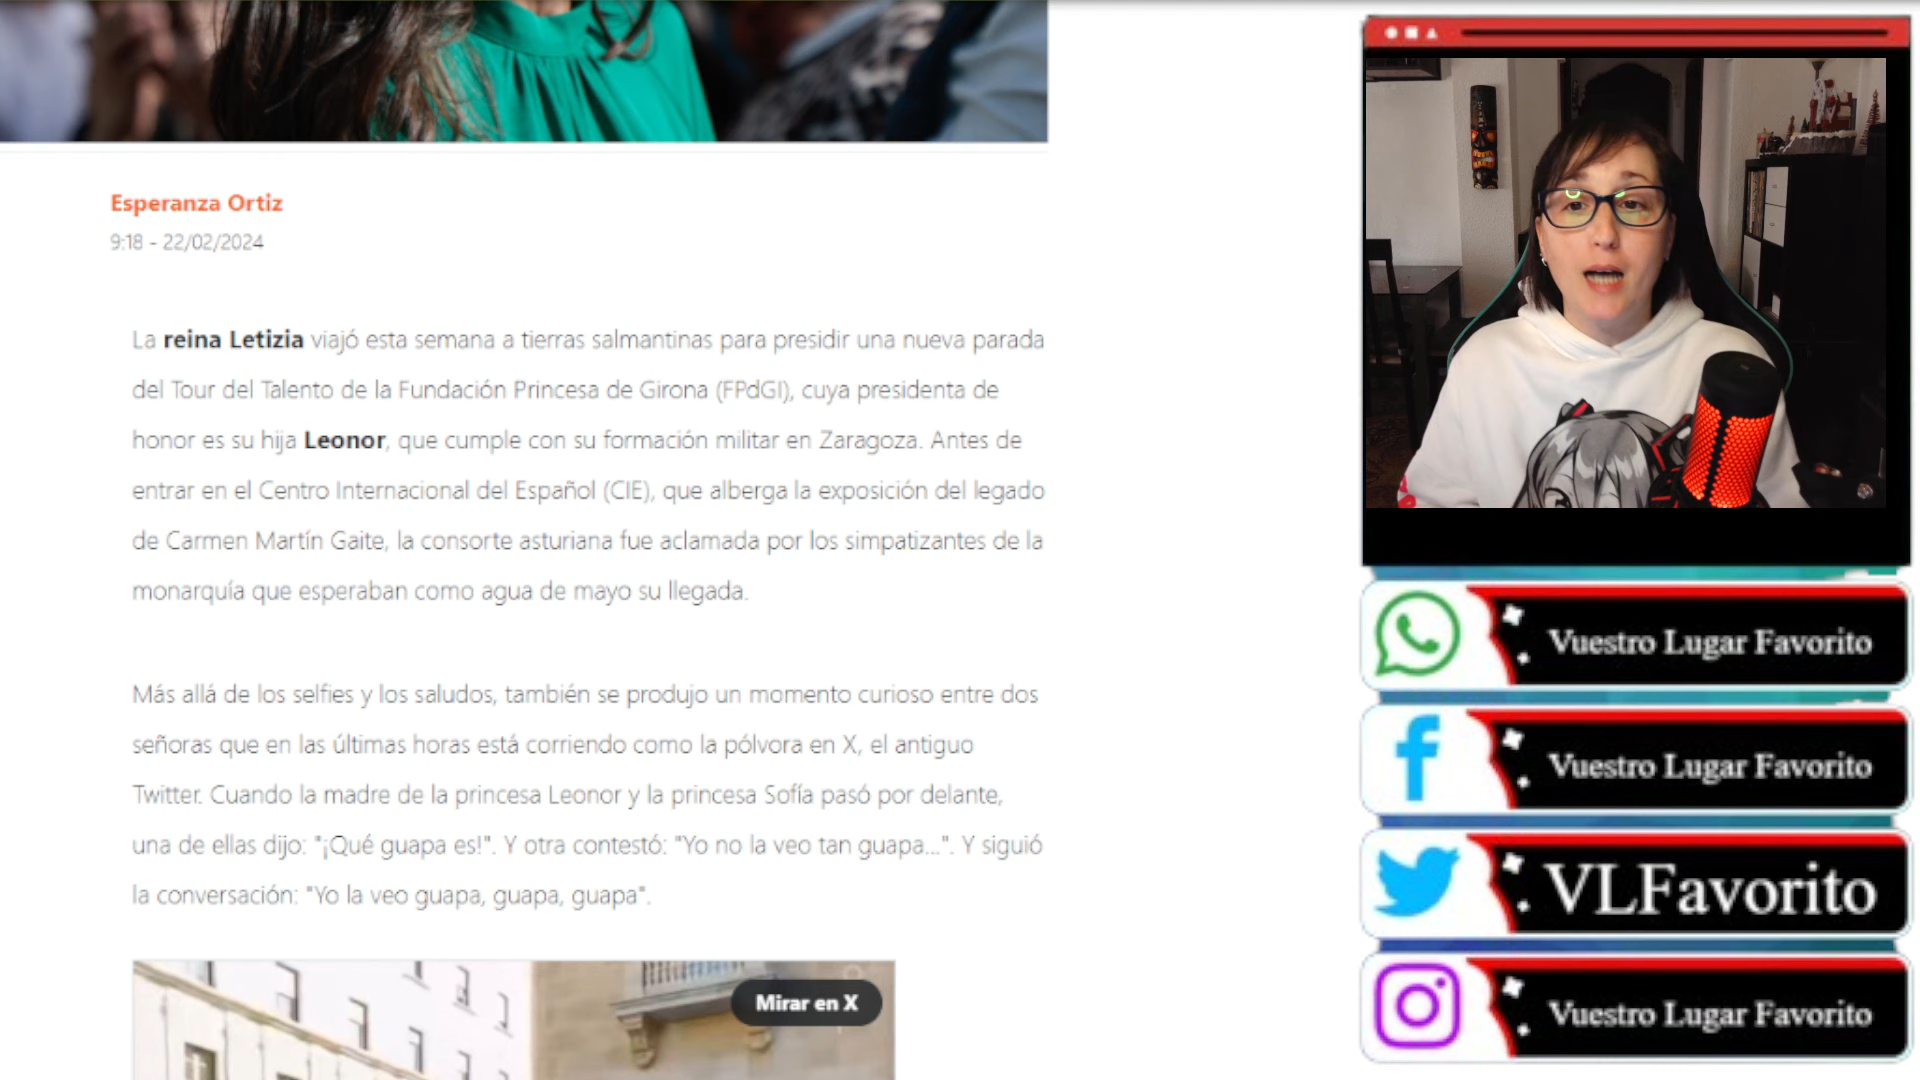 Esperanza Ortiz
9:18 - 22/02/2024
La reina Letizia viajó esta semana a tierras salmantinas para presidir una nueva parada
del Tour del Talento de la Fundación Princesa de Girona (FPdGI), cuya presidenta de
honor es su hija Leonor, que cumple con su formación militar en Zaragoza. Antes de
entrar en el Centro Internacional del Español (CIE), que alberga la exposición del legado
de Carmen Martín Gaite, la consorte asturiana fue aclamada por los simpatizantes de la
monarquía que esperaban como agua de mayo su llegada.
Más allá de los selfies y los saludos, también se produjo un momento curioso entre dos
señoras que en las últimas horas está corriendo como la pólvora en X, el antiguo
Twitter. Cuando la madre de la princesa Leonor y la princesa Sofía pasó por delante,
una de ellas dijo: "¡Qué guapa es!". Y otra contestó: "Yo no la veo tan guapa...". Y siguió
la conversación: "Yo la veo guapa, guapa, guapa".
Mirar en X
Vuestro Lugar Favorito
Vuestro Lugar Favorito
VLFavorito
Vuestro Lugar Favorito